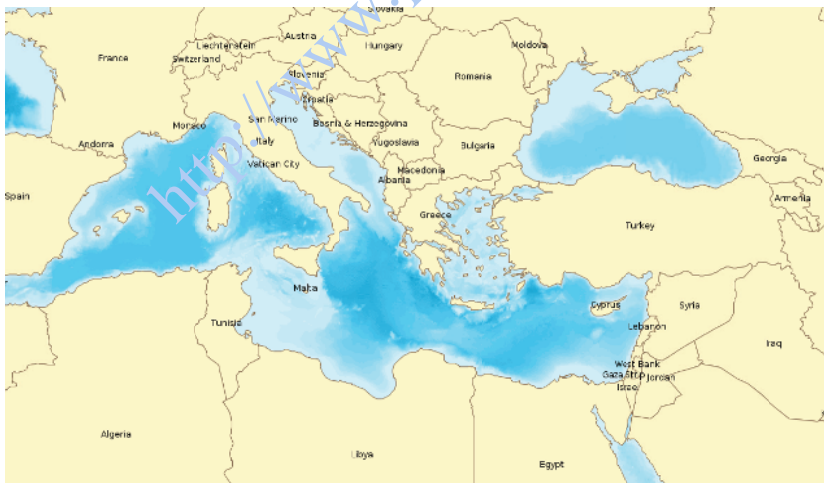 Slovakia
Austria
Liechtenstein
Hungary
Moldova
France
Switzerland
Slovenia
Romania
Croatia
San Marino
Bosnia & Herzegovina
Monaco
Italy
Yugoslavia
Bulgaria
Andorra
Vatican City
Macedonia
Georgia
Albania
Spain
Armenia
Greece
Turkey
Malta
Cyprus
Syria
Tunisia
Lebanon
Iraq
West Bank
Gaza Strip
Jordan
Israel
Algeria
Libya
Egypt
http://www.